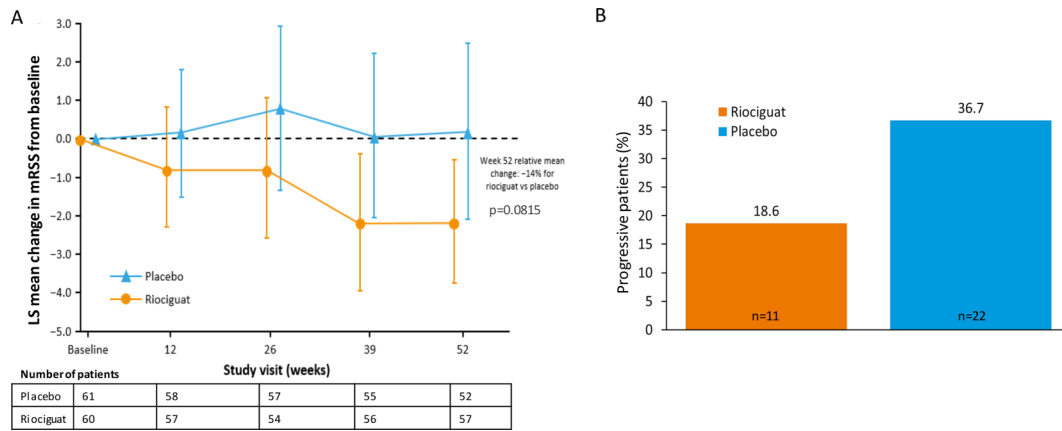 A
LS mean change in mRSS from baseline
3.0
2.0
1.0
0.0
−1.0
−2.0
−3.0
−4.0
−5.0
Week 52 relative mean
change: −14% for
riociguat vs placebo
p=0.0815
Placebo
Riociguat
Baseline 12 26 39 52
Study visit (weeks)
Number of patients
Placebo 61 58 57 55 52
Riociguat 60 57 54 56 57
B
Progressive patients (%)
40
35
30
25
20
15
10
5
0
Riociguat
Placebo
18.6
36.7
n=11
n=22